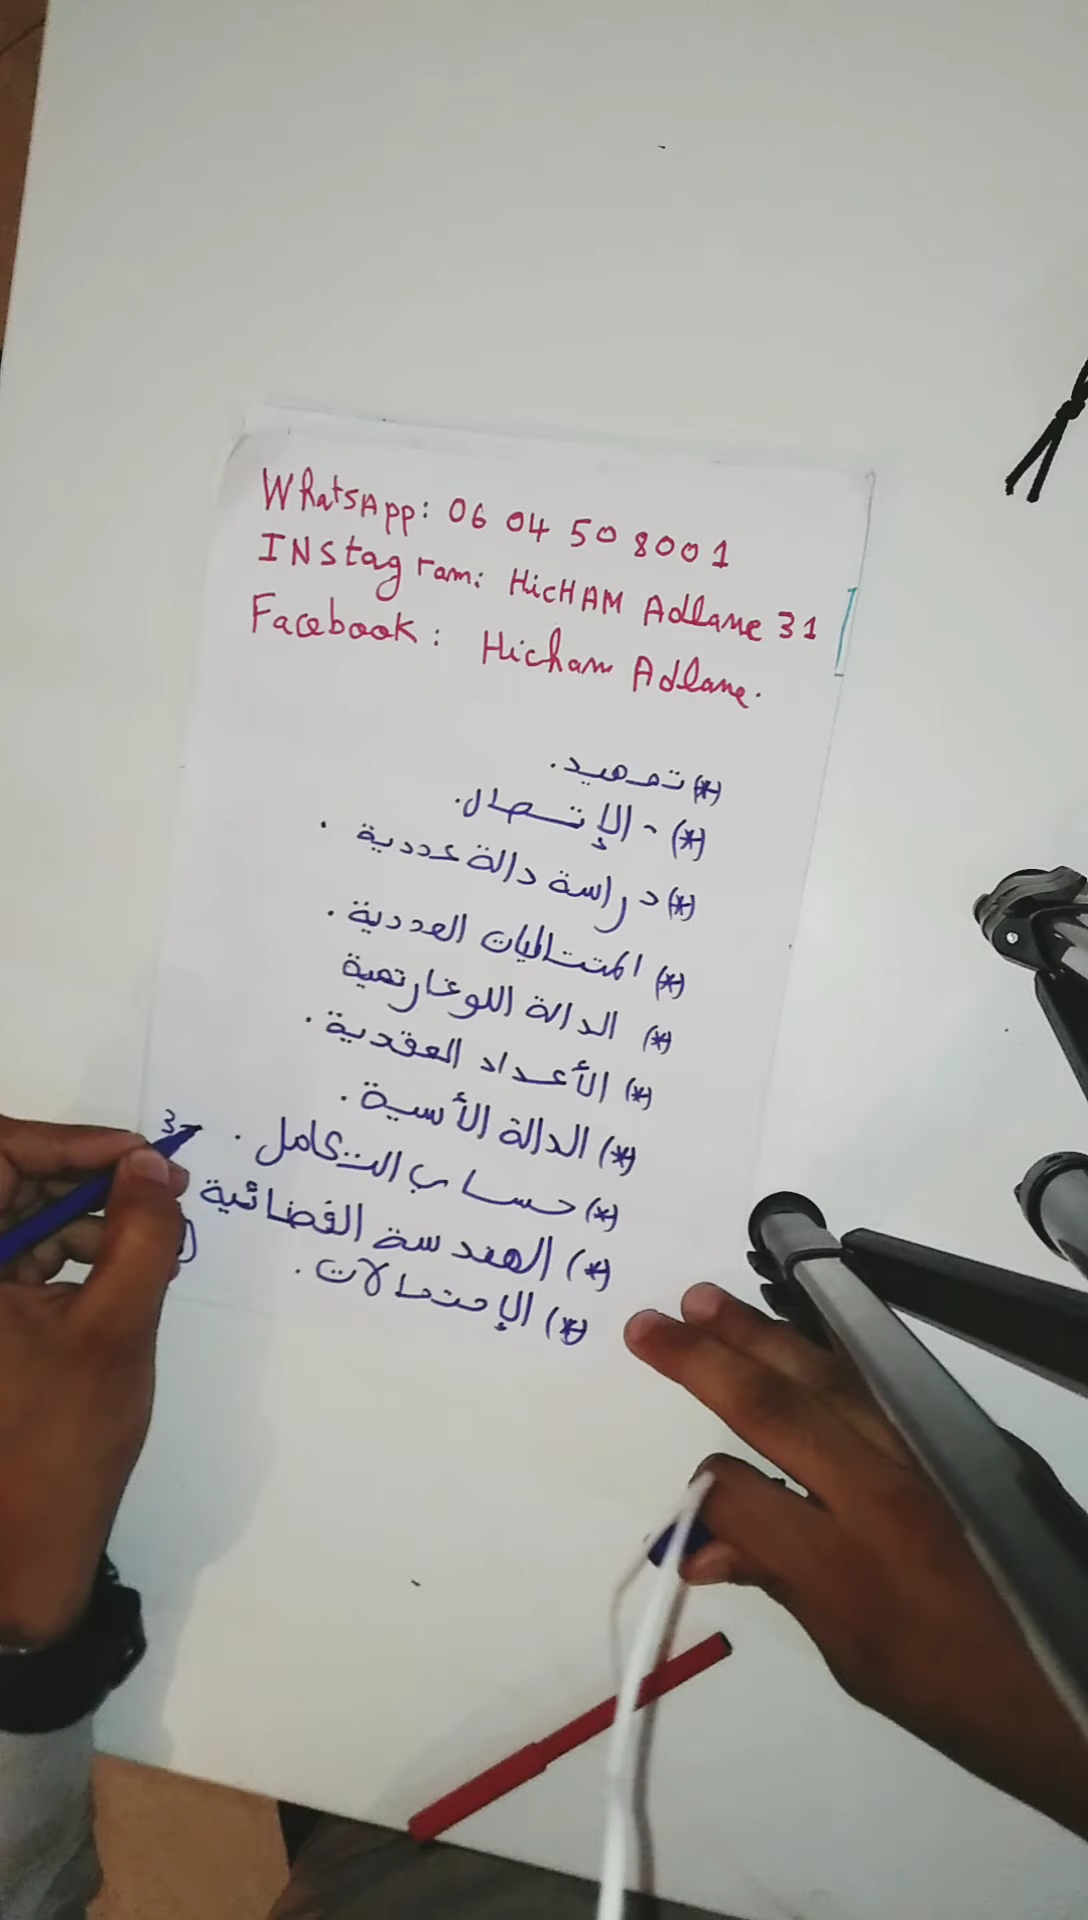 WhatsApp: 06 04 50 8001
INstagram: HicHAM Adlane 31
Facebook: Hicham Adlane.
(*) تمهيد.
(*) - الإتصال.
(*) دراسة دالة عددية.
(*) المتتاليات العددية.
(*) الدالة اللوغارتمية
(*) الأعداد العقدية.
(*) الدالة الأسية.
(*) حساب التكامل.
(*) الهندسة الفضائية
(*) الإحتمالات.